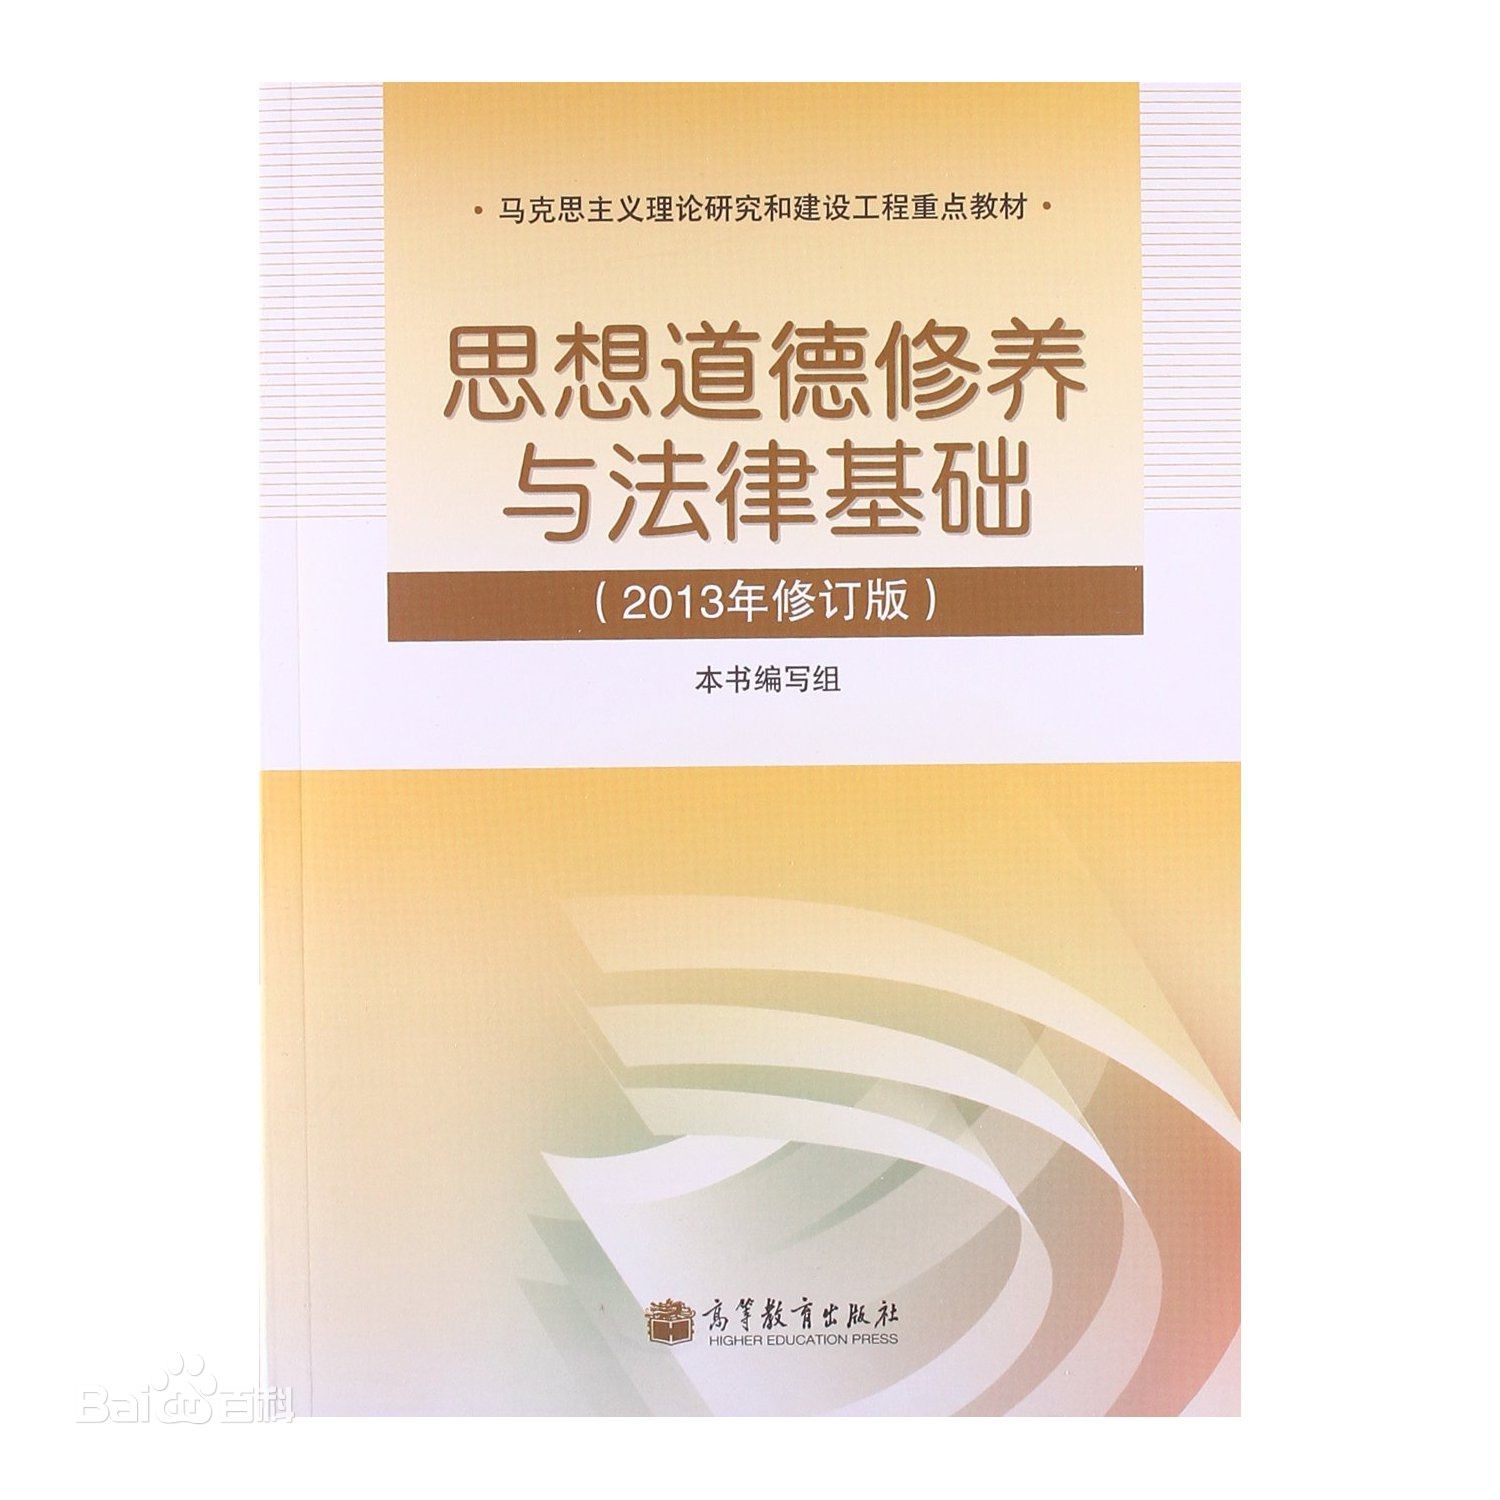 ·马克思主义理论研究和建设工程重点教材·
思想道德修养
与法律基础
（2013年修订版）
本书编写组
高等教育出版社
HIGHER EDUCATION PRESS
Bai百科